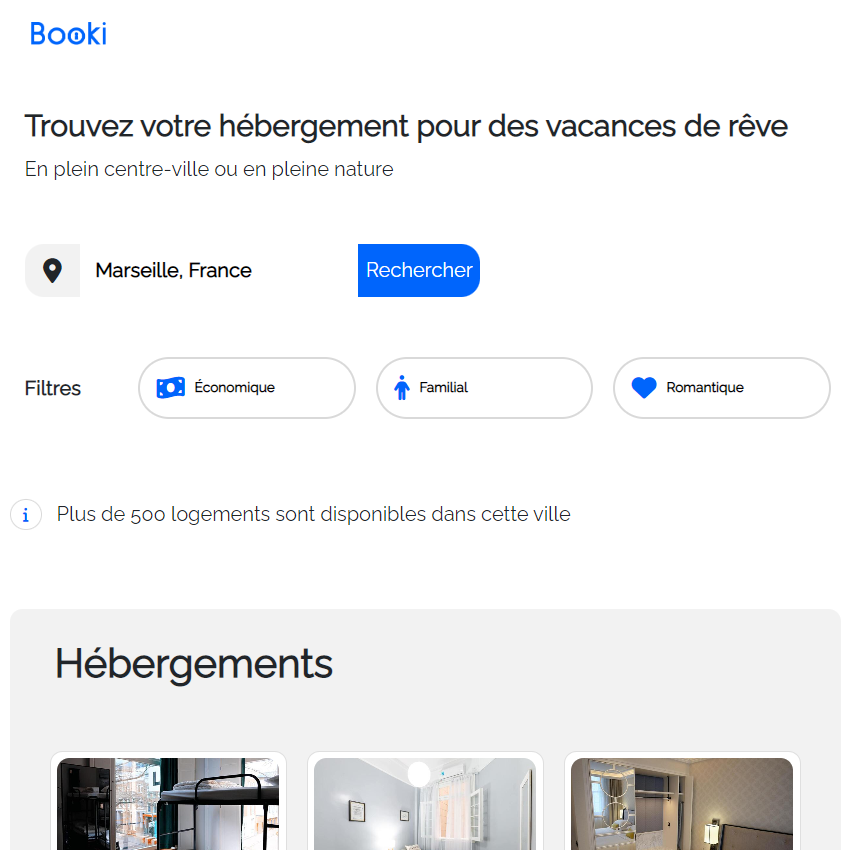 Booki
Trouvez votre hébergement pour des vacances de rêve
En plein centre-ville ou en pleine nature
Marseille, France
Rechercher
Filtres
Économique
Familial
Romantique
i
Plus de 500 logements sont disponibles dans cette ville
Hébergements